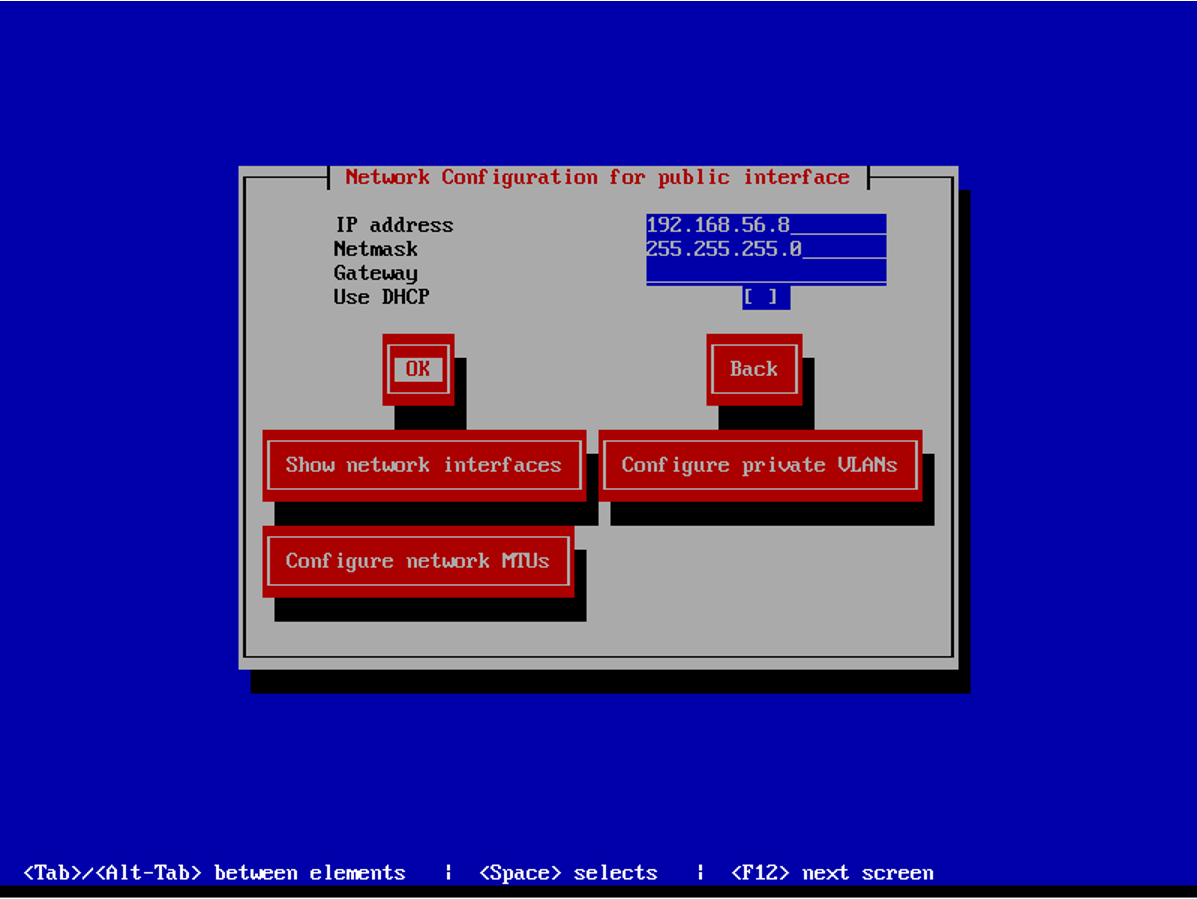 Network Configuration for public interface
IP address 192.168.56.8
Netmask 255.255.255.0
Gateway
Use DHCP [ ]
OK Back
Show network interfaces Configure private VLANs
Configure network MTUs
<Tab>/<Alt-Tab> between elements | <Space> selects | <F12> next screen